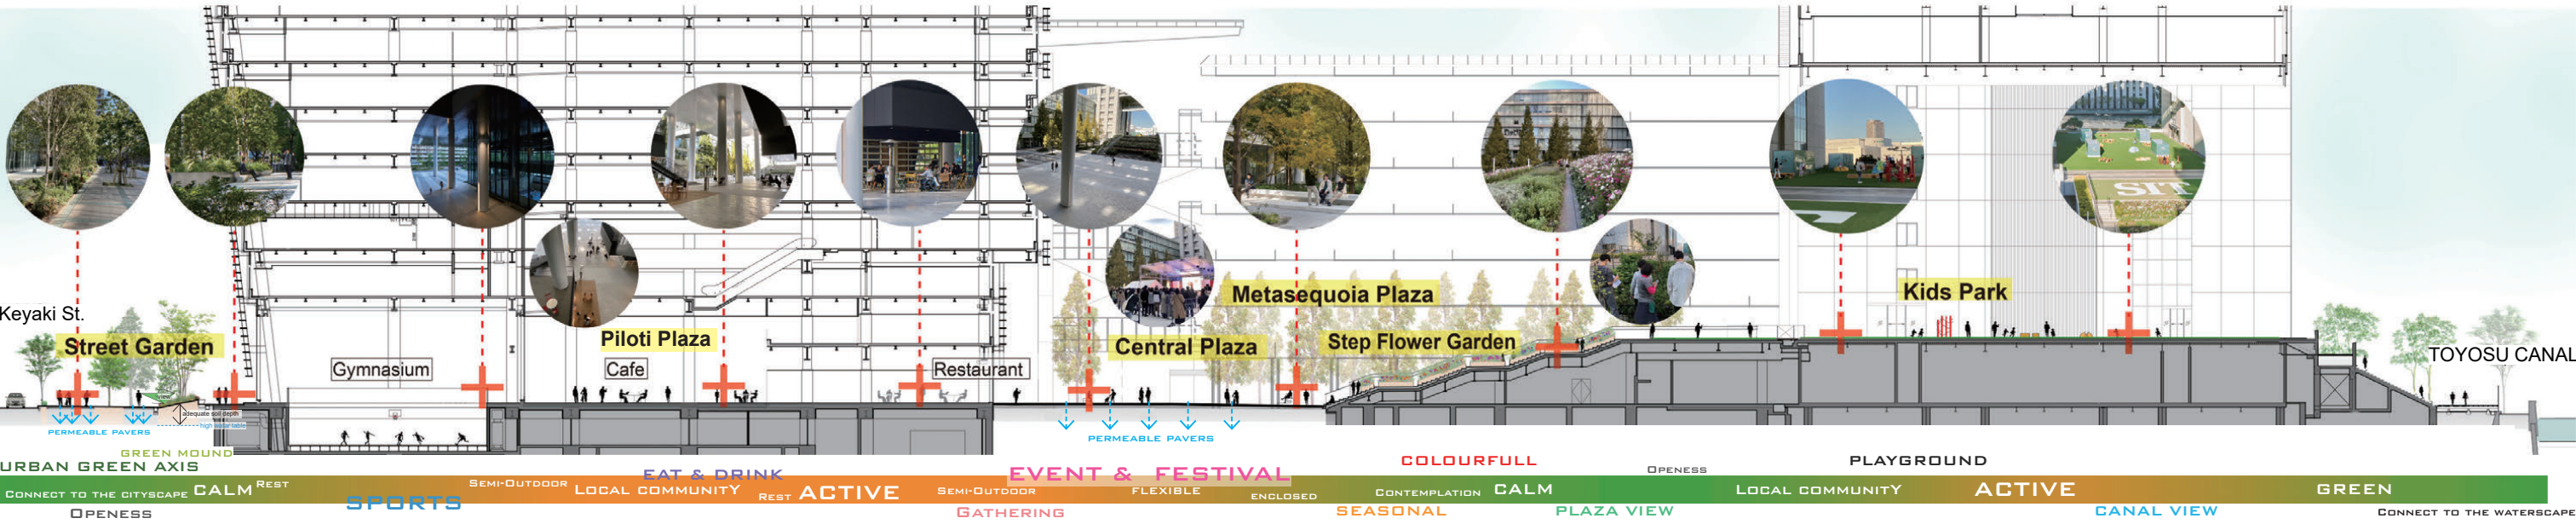 Keyaki St.
Street Garden
Gymnasium
Piloti Plaza
Cafe
Restaurant
Central Plaza
Metasequoia Plaza
Step Flower Garden
Kids Park
SIT
TOYOSU CANAL
view
adequate soil depth
high water table
PERMEABLE PAVERS
PERMEABLE PAVERS
GREEN MOUND
URBAN GREEN AXIS
CONNECT TO THE CITYSCAPE
CALM
REST
OPENESS
SPORTS
SEMI-OUTDOOR
EAT & DRINK
LOCAL COMMUNITY
REST
ACTIVE
SEMI-OUTDOOR
GATHERING
EVENT & FESTIVAL
FLEXIBLE
ENCLOSED
COLOURFULL
CONTEMPLATION
CALM
SEASONAL
PLAZA VIEW
OPENESS
LOCAL COMMUNITY
PLAYGROUND
ACTIVE
CANAL VIEW
GREEN
CONNECT TO THE WATERSCAPE